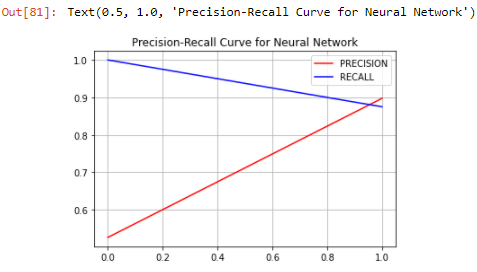 Out[81]: Text(0.5, 1.0, 'Precision-Recall Curve for Neural Network')
Precision-Recall Curve for Neural Network
PRECISION
RECALL
1.0
0.9
0.8
0.7
0.6
0.0 0.2 0.4 0.6 0.8 1.0